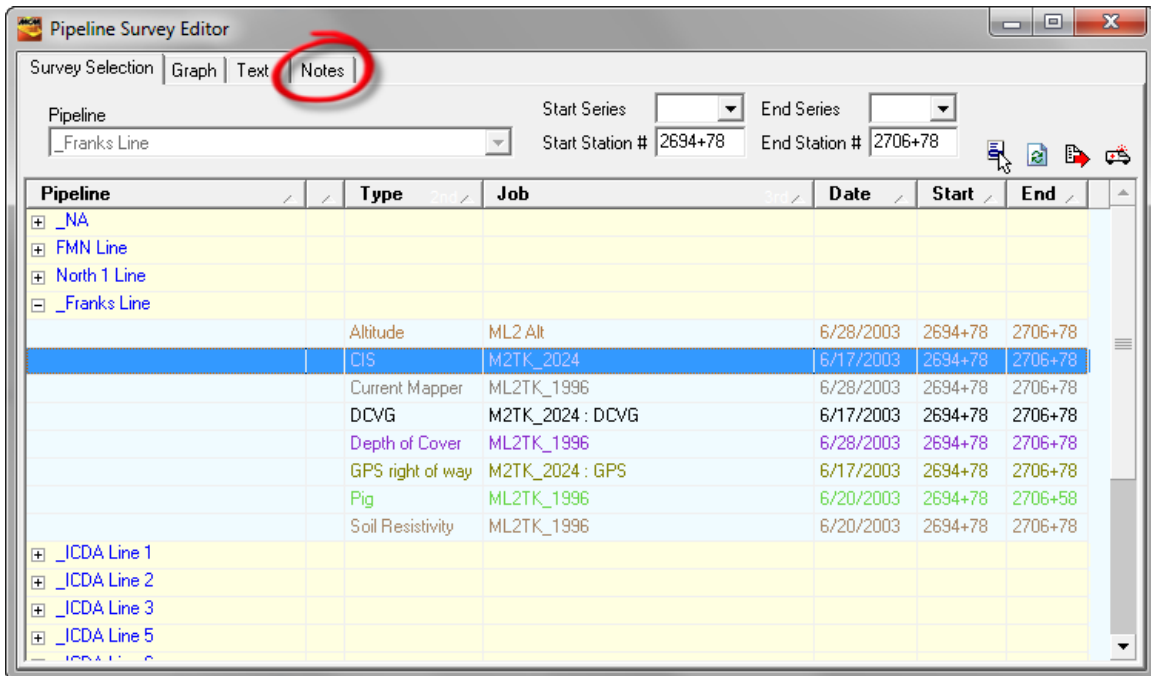 Pipeline Survey Editor
Survey Selection Graph Text Notes
Pipeline Start Series End Series
_Franks Line Start Station # 2694+78 End Station # 2706+78
Pipeline Type 2nd Job 3rd Date Start End
_NA
FMN Line
North 1 Line
_Franks Line
Altitude ML2 Alt 6/28/2003 2694+78 2706+78
CIS M2TK_2024 6/17/2003 2694+78 2706+78
Current Mapper ML2TK_1996 6/28/2003 2694+78 2706+78
DCVG M2TK_2024 : DCVG 6/17/2003 2694+78 2706+78
Depth of Cover ML2TK_1996 6/28/2003 2694+78 2706+78
GPS right of way M2TK_2024 : GPS 6/17/2003 2694+78 2706+78
Pig ML2TK_1996 6/20/2003 2694+78 2706+58
Soil Resistivity ML2TK_1996 6/20/2003 2694+78 2706+78
_ICDA Line 1
_ICDA Line 2
_ICDA Line 3
_ICDA Line 5